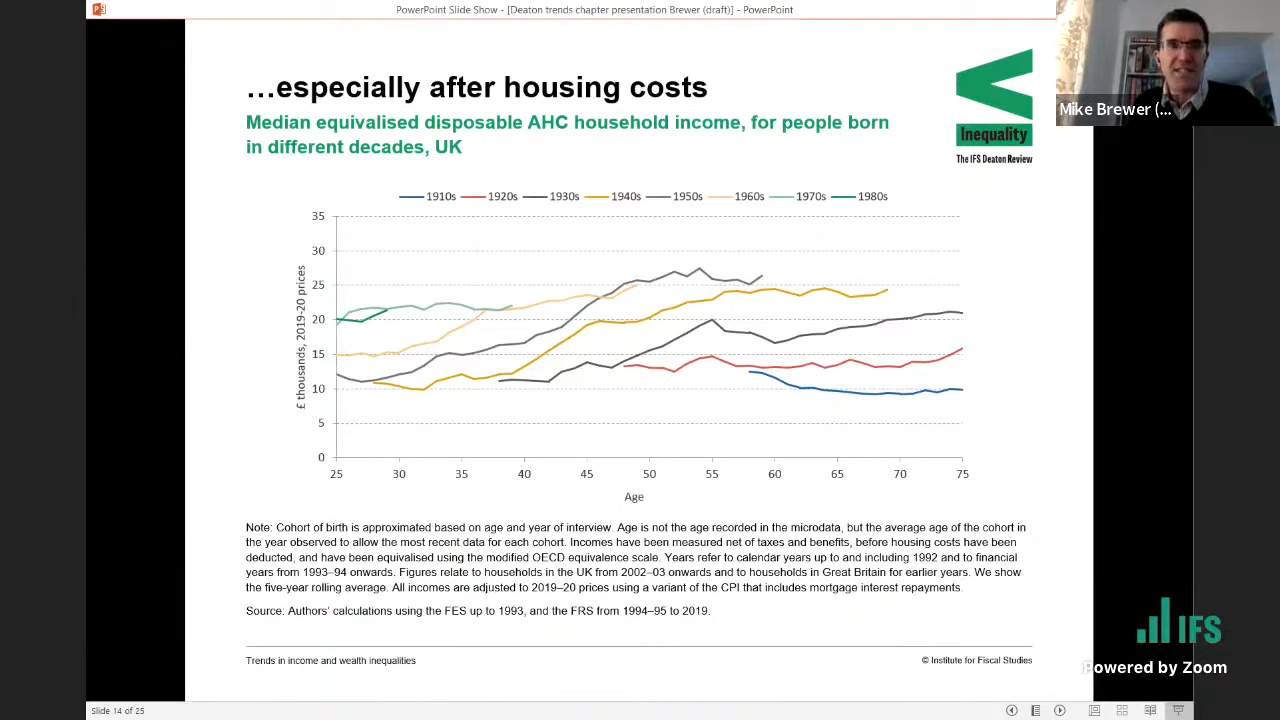 PowerPoint Slide Show - [Deaton trends chapter presentation Brewer (draft)] - PowerPoint
Mike Brewer (...
…especially after housing costs
Median equivalised disposable AHC household income, for people born
in different decades, UK
Inequality
The IFS Deaton Review
1910s 1920s 1930s 1940s 1950s 1960s 1970s 1980s
£ thousands, 2019-20 prices
35
30
25
20
15
10
5
0
25 30 35 40 45 50 55 60 65 70 75
Age
Note: Cohort of birth is approximated based on age and year of interview. Age is not the age recorded in the microdata, but the average age of the cohort in
the year observed to allow the most recent data for each cohort. Incomes have been measured net of taxes and benefits, before housing costs have been
deducted, and have been equivalised using the modified OECD equivalence scale. Years refer to calendar years up to and including 1992 and to financial
years from 1993–94 onwards. Figures relate to households in the UK from 2002–03 onwards and to households in Great Britain for earlier years. We show
the five-year rolling average. All incomes are adjusted to 2019–20 prices using a variant of the CPI that includes mortgage interest repayments.
Source: Authors' calculations using the FES up to 1993, and the FRS from 1994–95 to 2019.
Trends in income and wealth inequalities
© Institute for Fiscal Studies
IFS
Powered by Zoom
Slide 14 of 25